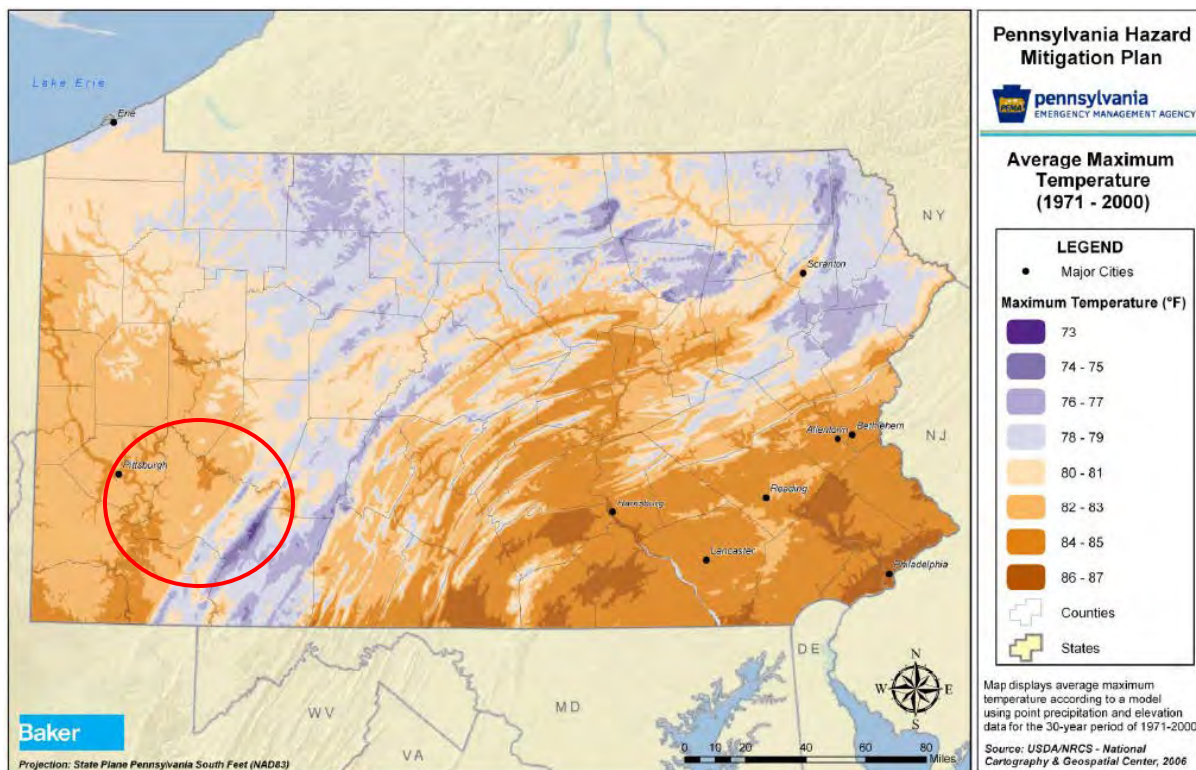 Lake Erie
Erie
Scranton
NY
Pittsburgh
Allentown
Bethlehem
NJ
Reading
Harrisburg
Lancaster
Philadelphia
DE
WV
MD
VA
N
W
E
S
Baker
0
10
20
40
60
80
Miles
Projection: State Plane Pennsylvania South Feet (NAD83)
Pennsylvania Hazard
Mitigation Plan
PEMA
pennsylvania
EMERGENCY MANAGEMENT AGENCY
Average Maximum
Temperature
(1971 - 2000)
LEGEND
Major Cities
Maximum Temperature (°F)
73
74 - 75
76 - 77
78 - 79
80 - 81
82 - 83
84 - 85
86 - 87
Counties
States
Map displays average maximum
temperature according to a model
using point precipitation and elevation
data for the 30-year period of 1971-2000
Source: USDA/NRCS - National
Cartography & Geospatial Center, 2006